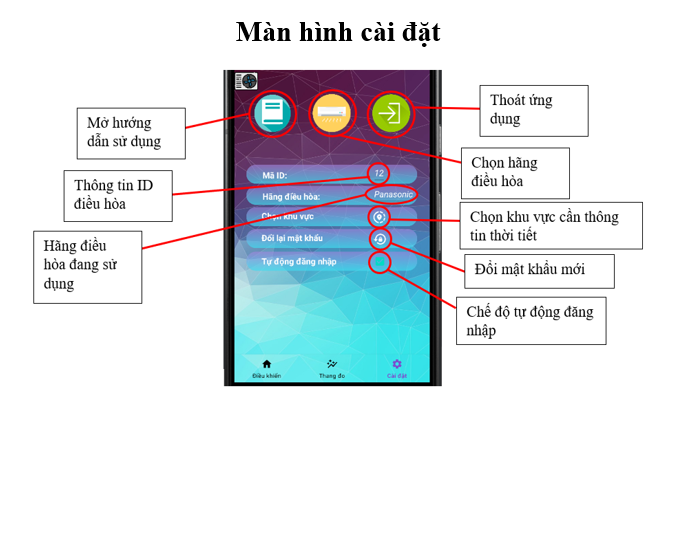 Màn hình cài đặt
Mở hướng
dẫn sử dụng
Thông tin ID
điều hòa
Hãng điều
hòa đang sử
dụng
Thoát ứng
dụng
Chọn hãng
điều hòa
Chọn khu vực cần thông
tin thời tiết
Đổi mật khẩu mới
Chế độ tự động đăng
nhập
Mã ID:
12
Hãng điều hòa:
Panasonic
Chọn khu vực
Đổi lại mật khẩu
Tự động đăng nhập
Điều khiển
Thang đo
Cài đặt